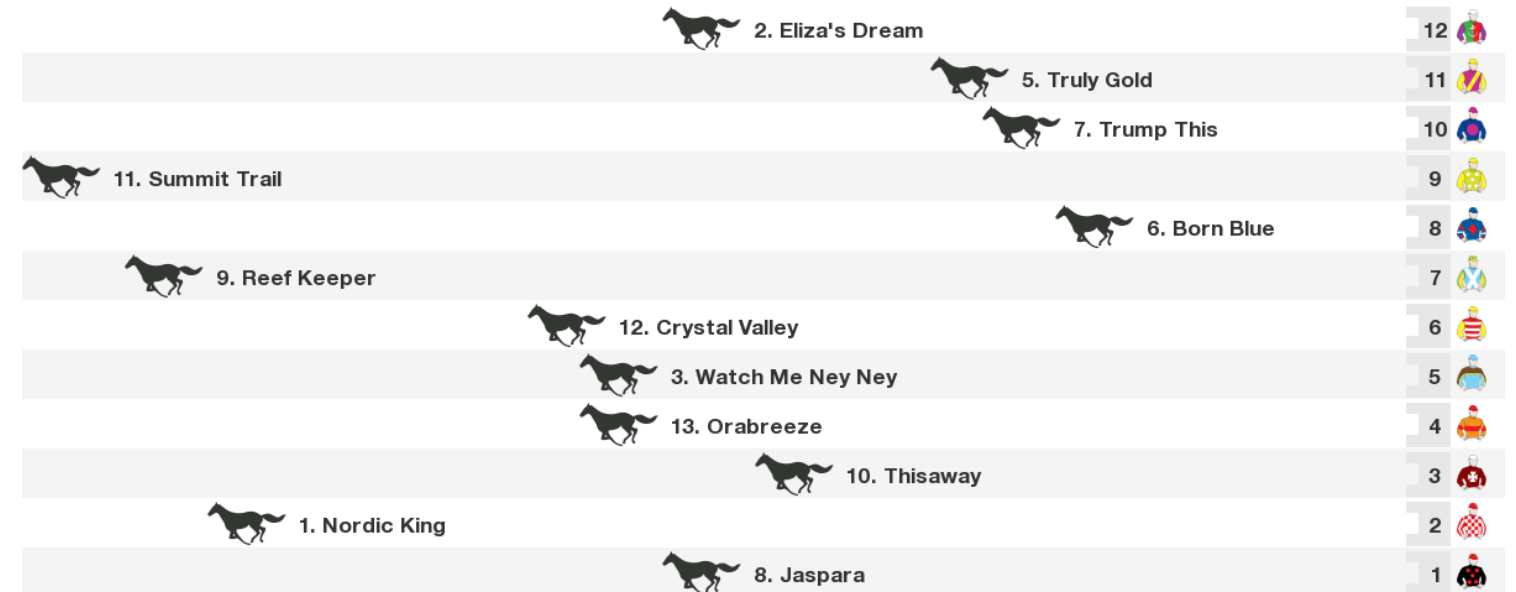 2. Eliza's Dream 12
5. Truly Gold 11
7. Trump This 10
11. Summit Trail 9
6. Born Blue 8
9. Reef Keeper 7
12. Crystal Valley 6
3. Watch Me Ney Ney 5
13. Orabreeze 4
10. Thisaway 3
1. Nordic King 2
8. Jaspara 1